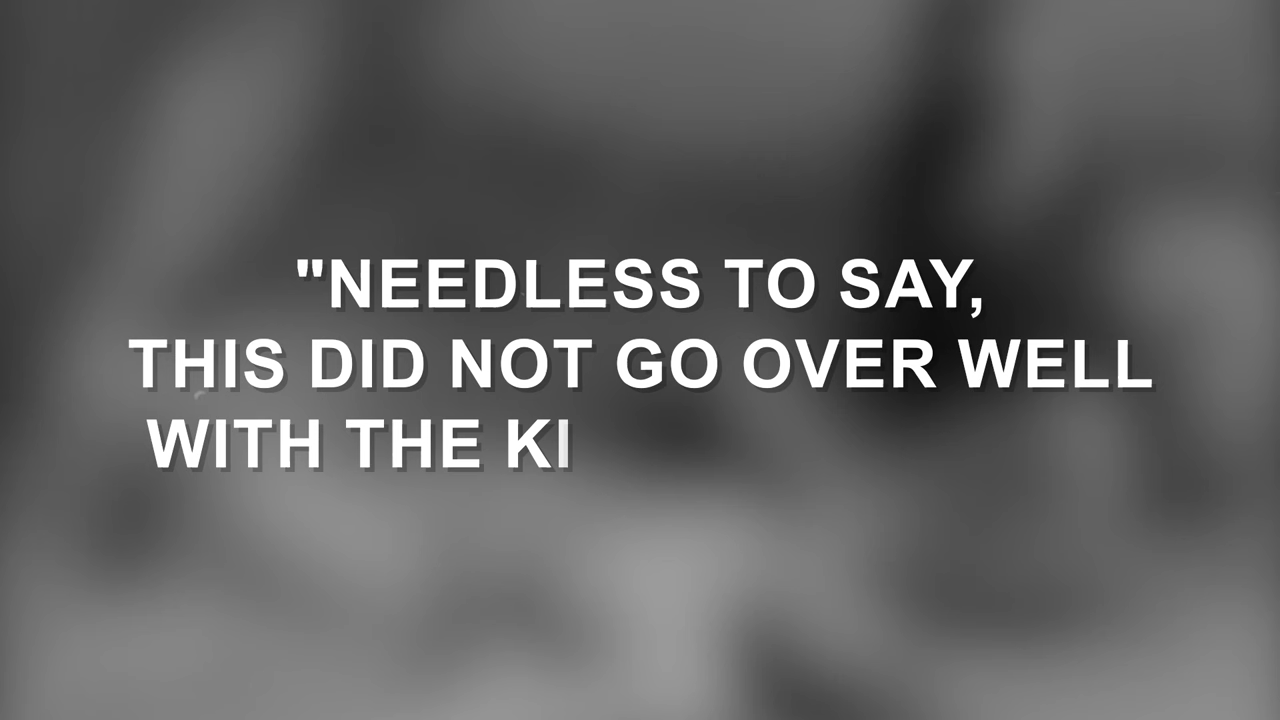 "NEEDLESS TO SAY,
THIS DID NOT GO OVER WELL
WITH THE KI